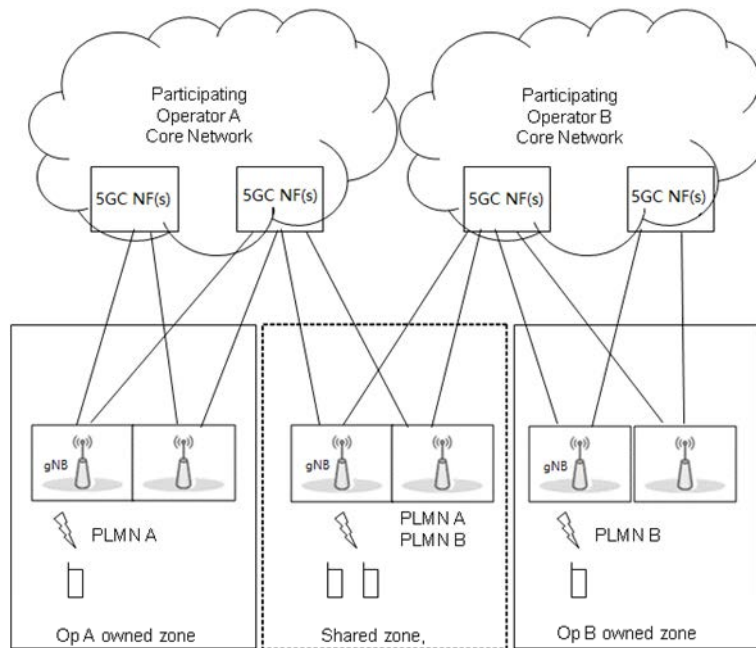 Participating
Operator A
Core Network
Participating
Operator B
Core Network
5GC NF(s)
5GC NF(s)
5GC NF(s)
5GC NF(s)
gNB
gNB
gNB
PLMN A
PLMN A
PLMN B
PLMN B
Op A owned zone
Shared zone,
Op B owned zone